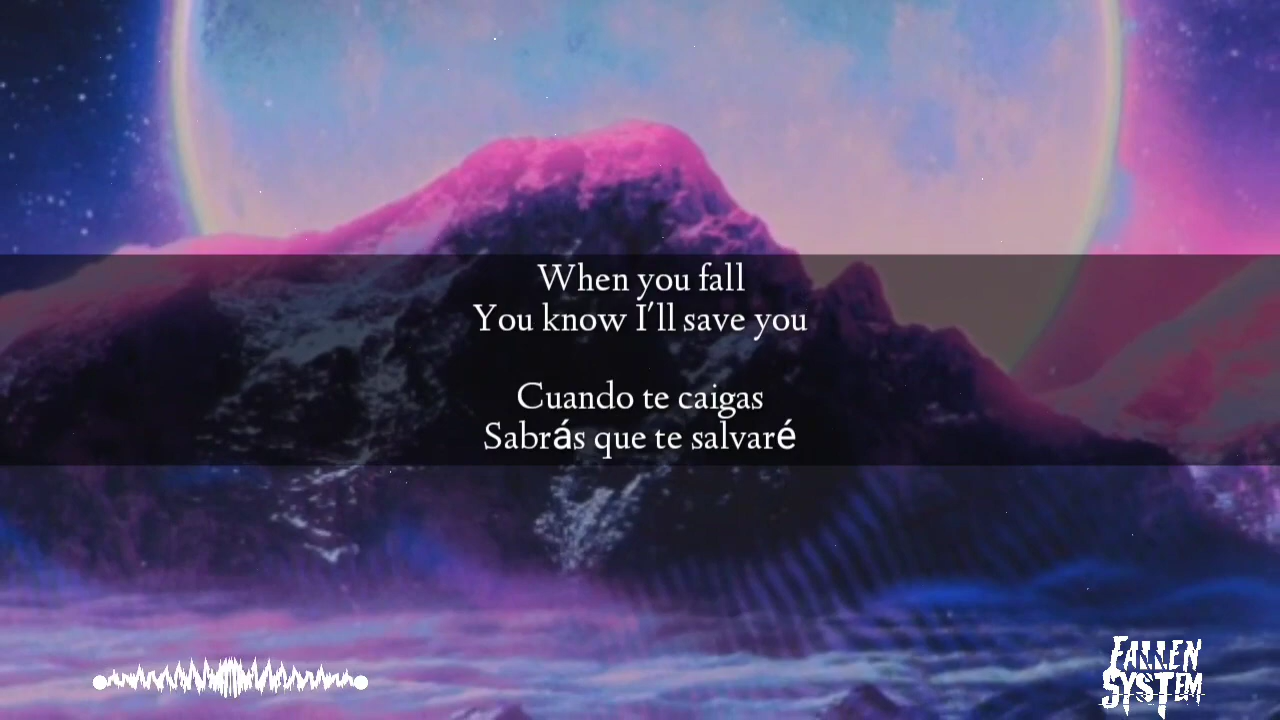 When you fall
You know I'll save you
Cuando te caigas
Sabrás que te salvaré
FALLEN
SYSTEM